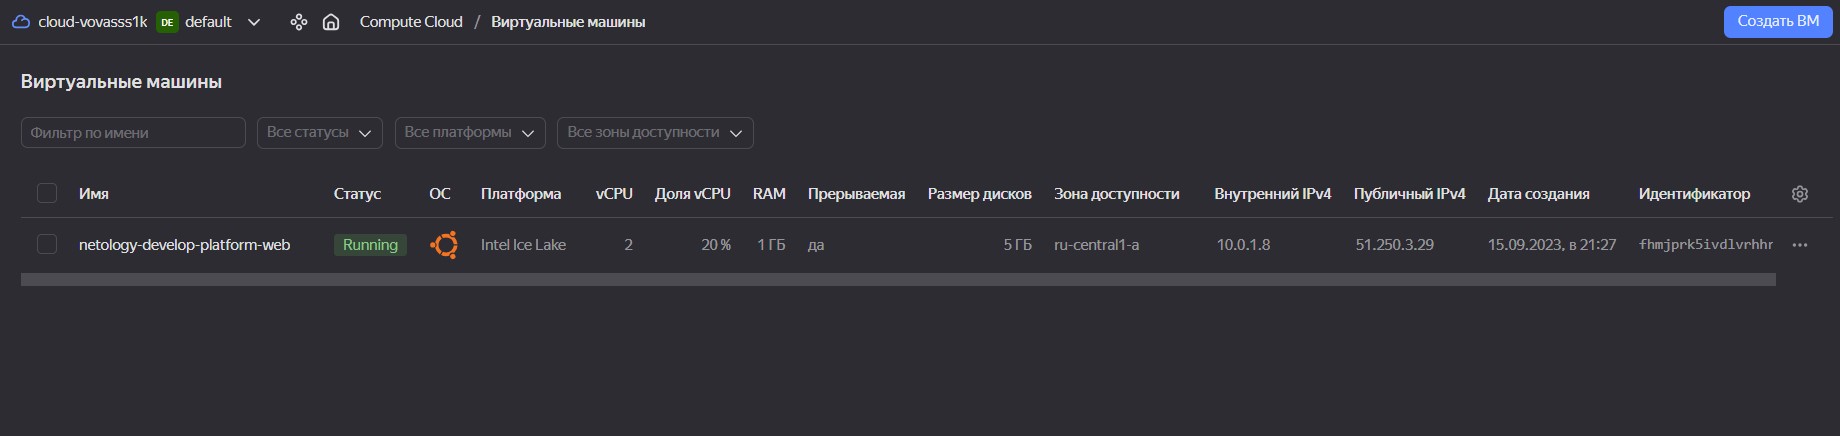 cloud-vovasss1k DE default Compute Cloud / Виртуальные машины Создать ВМ
Виртуальные машины
Фильтр по имени Все статусы Все платформы Все зоны доступности
Имя Статус ОС Платформа vCPU Доля vCPU RAM Прерываемая Размер дисков Зона доступности Внутренний IPv4 Публичный IPv4 Дата создания Идентификатор
netology-develop-platform-web Running Intel Ice Lake 2 20 % 1 ГБ да 5 ГБ ru-central1-a 10.0.1.8 51.250.3.29 15.09.2023, в 21:27 fhmjprk5ivdlvrhhr